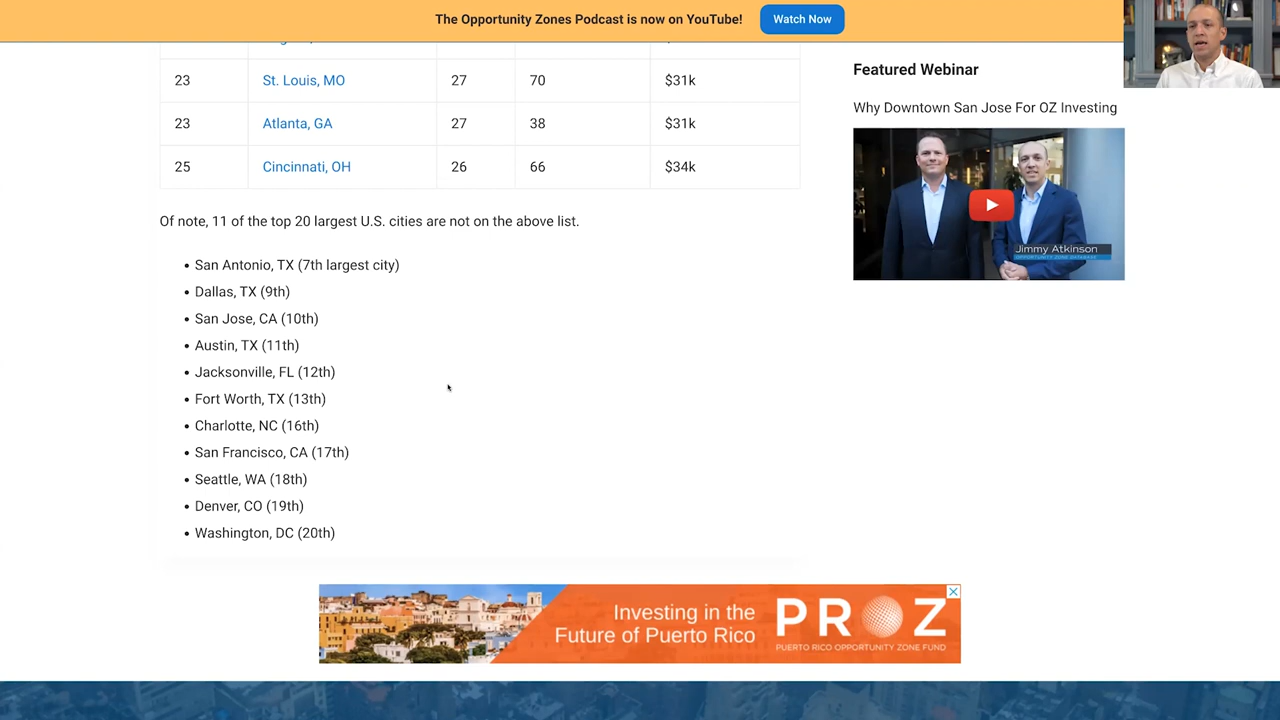 The Opportunity Zones Podcast is now on YouTube!
Watch Now
23 St. Louis, MO 27 70 $31k
23 Atlanta, GA 27 38 $31k
25 Cincinnati, OH 26 66 $34k
Of note, 11 of the top 20 largest U.S. cities are not on the above list.
• San Antonio, TX (7th largest city)
• Dallas, TX (9th)
• San Jose, CA (10th)
• Austin, TX (11th)
• Jacksonville, FL (12th)
• Fort Worth, TX (13th)
• Charlotte, NC (16th)
• San Francisco, CA (17th)
• Seattle, WA (18th)
• Denver, CO (19th)
• Washington, DC (20th)
Featured Webinar
Why Downtown San Jose For OZ Investing
Jimmy Atkinson
OPPORTUNITY ZONE DATABASE
Investing in the
Future of Puerto Rico
PROZ
PUERTO RICO OPPORTUNITY ZONE FUND